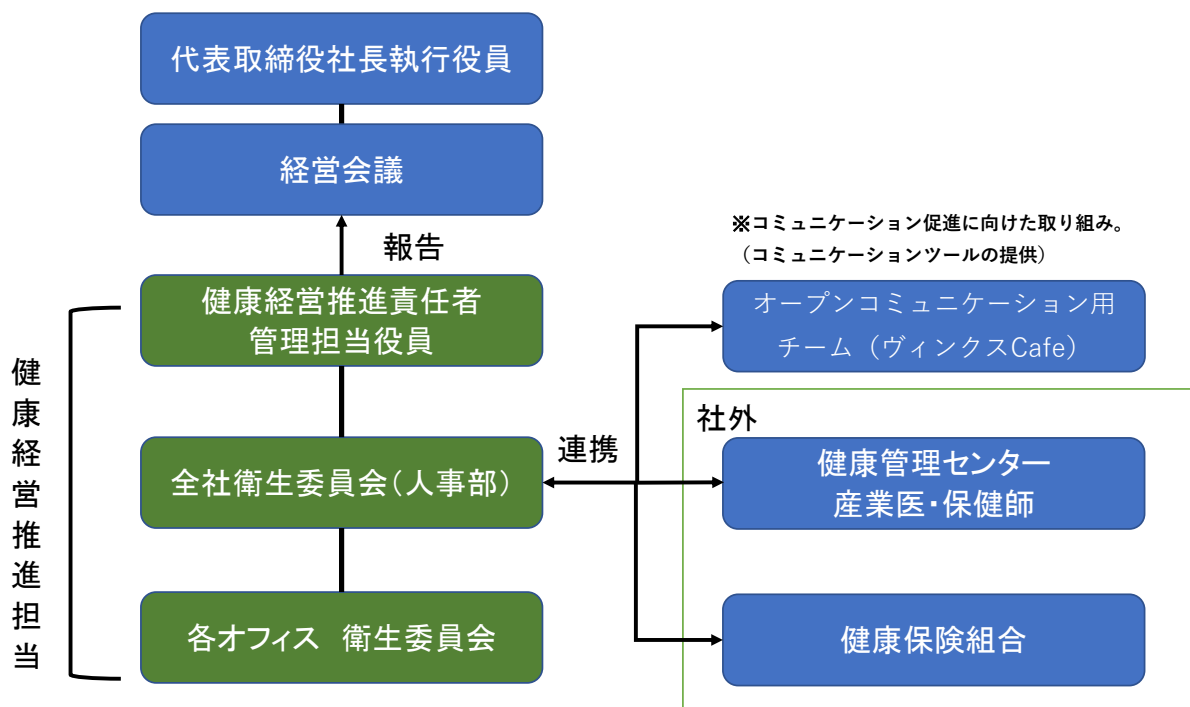 代表取締役社長執行役員
経営会議
報告
健康経営推進責任者
管理担当役員
全社衛生委員会（人事部）
各オフィス　衛生委員会
健康経営推進担当
連携
※コミュニケーション促進に向けた取り組み。
（コミュニケーションツールの提供）
オープンコミュニケーション用
チーム（ヴィンクスCafe）
社外
健康管理センター
産業医・保健師
健康保険組合